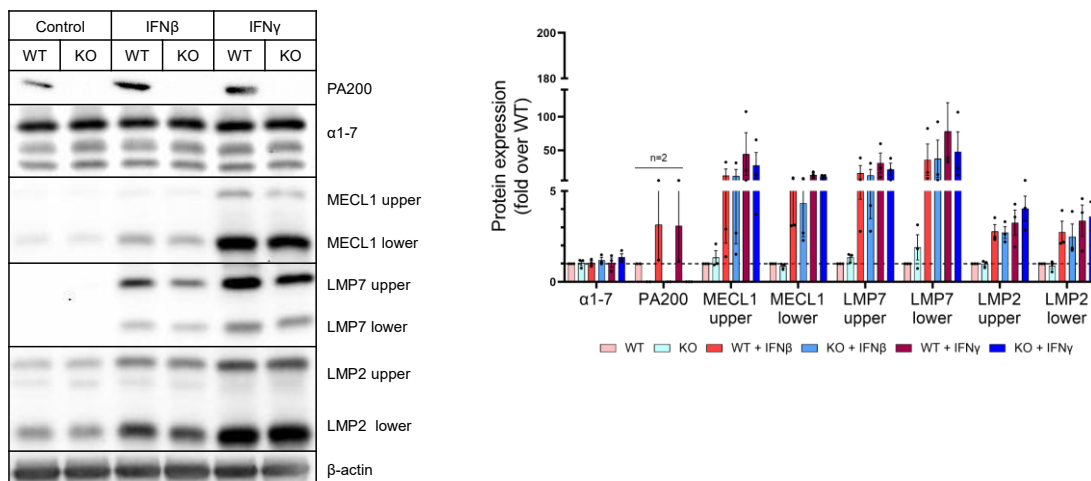 Control IFNβ IFNγ
WT KO WT KO WT KO
PA200
α1-7
MECL1 upper
MECL1 lower
LMP7 upper
LMP7 lower
LMP2 upper
LMP2 lower
β-actin
Protein expression
(fold over WT)
200
180
100
50
5
1
0
n=2
α1-7 PA200 MECL1 MECL1 LMP7 LMP7 LMP2 LMP2
upper lower upper lower upper lower
WT KO WT + IFNβ KO + IFNβ WT + IFNγ KO + IFNγ